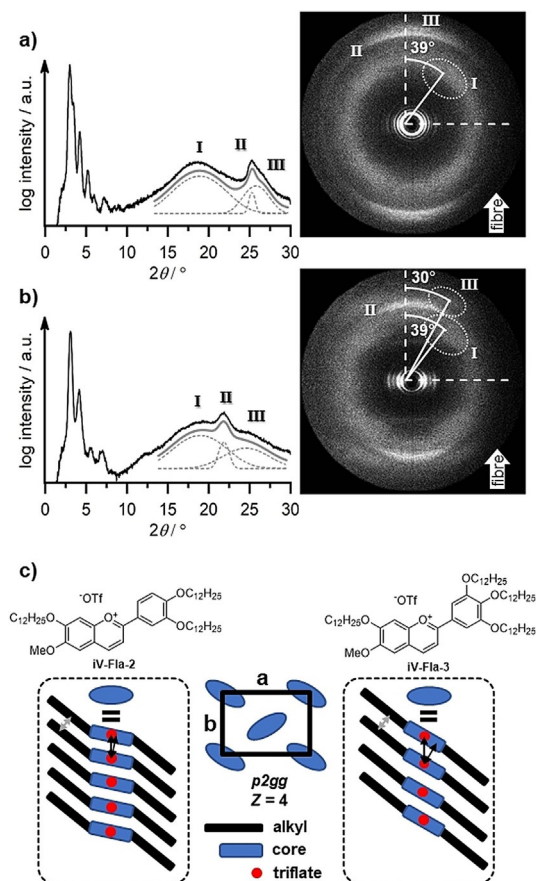 a)
log intensity / a.u.
I
II
III
0 5 10 15 20 25 30
2θ/°
III
II
39°
I
fibre
b)
log intensity / a.u.
I
II
III
0 5 10 15 20 25 30
2θ/°
30°
III
II
39°
I
fibre
c)
⁻OTf
OC₁₂H₂₅
C₁₂H₂₅O
O⁺
OC₁₂H₂₅
MeO
iV-Fla-2
⁻OTf
OC₁₂H₂₅
OC₁₂H₂₅
C₁₂H₂₅O
O⁺
OC₁₂H₂₅
MeO
iV-Fla-3
a
b
p2gg
Z = 4
alkyl
core
triflate